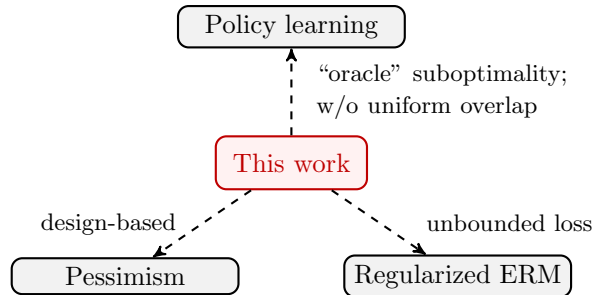 Policy learning
“oracle” suboptimality;
w/o uniform overlap
This work
design-based
unbounded loss
Pessimism
Regularized ERM